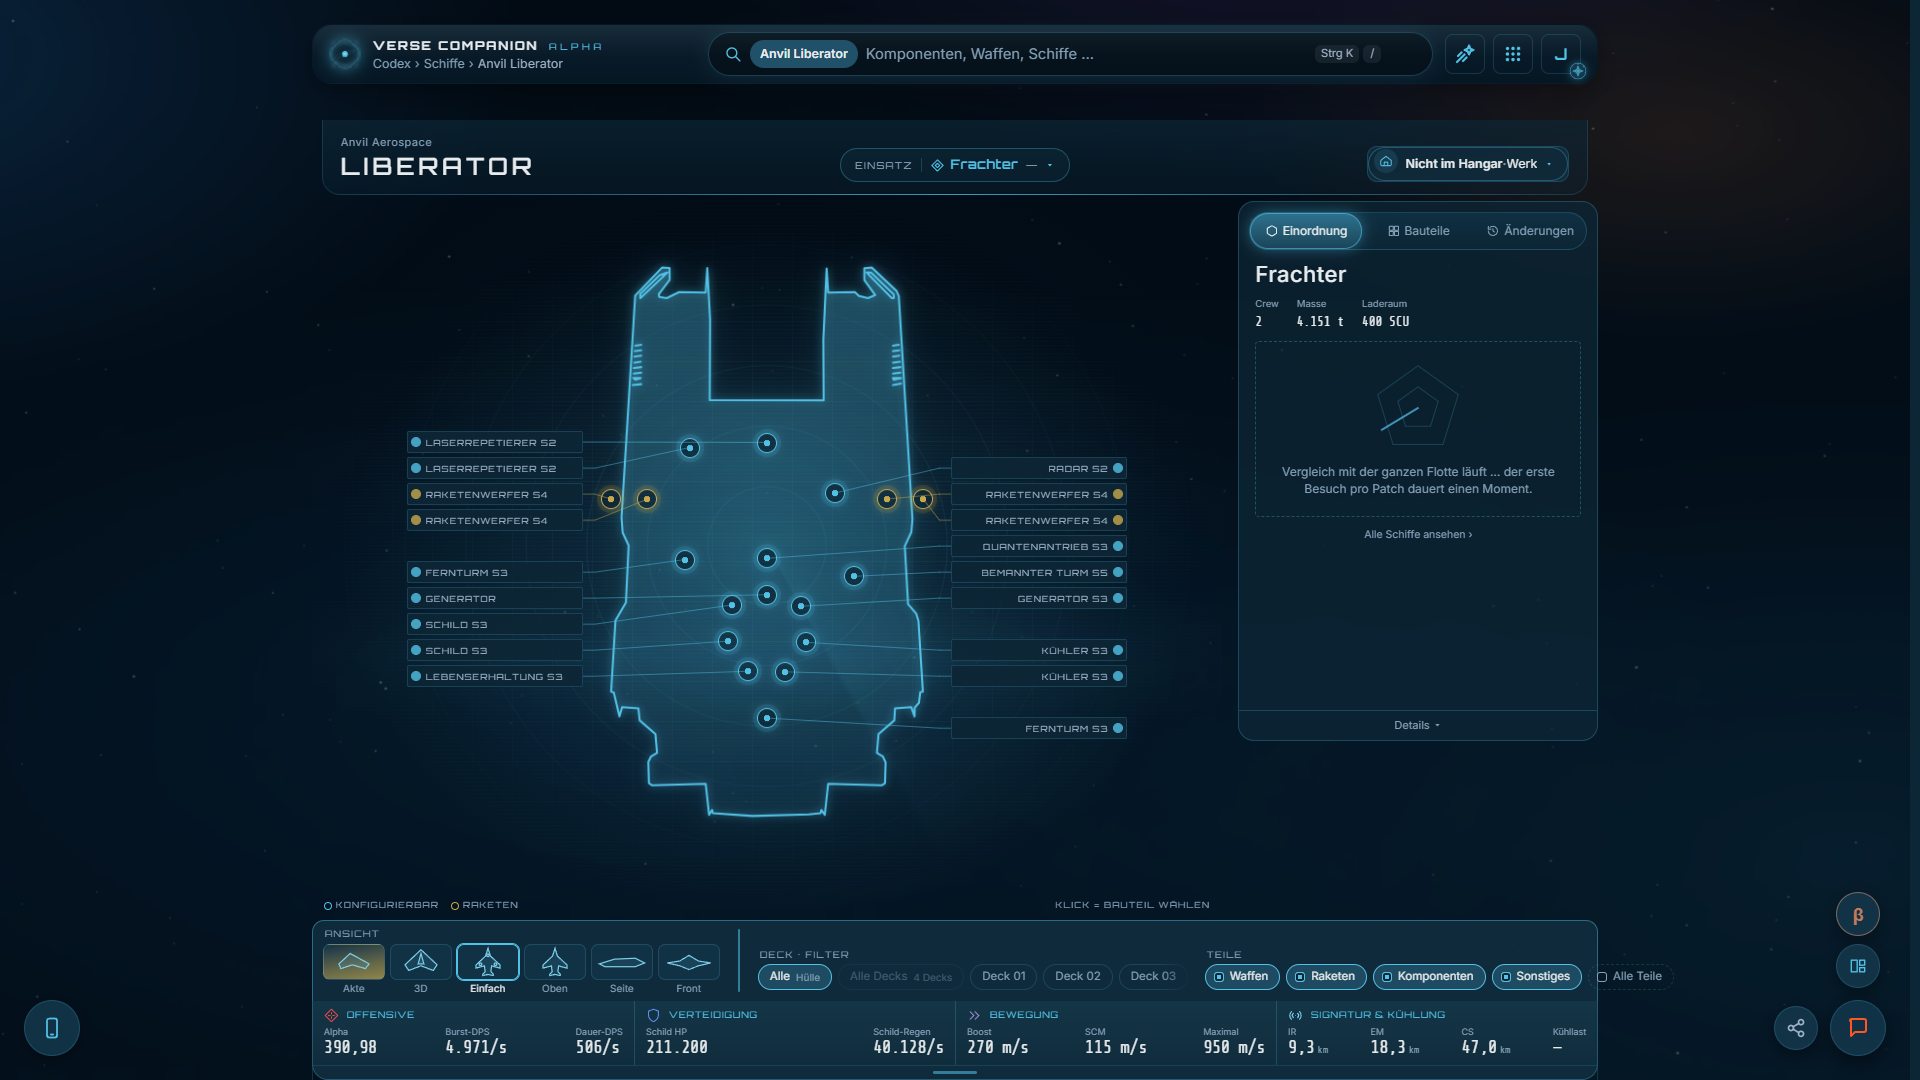 VERSE COMPANION ALPHA
Codex › Schiffe › Anvil Liberator
Anvil Liberator Komponenten, Waffen, Schiffe ... Strg K /
Anvil Aerospace
LIBERATOR
EINSATZ Frachter —
Nicht im Hangar·Werk
Einordnung Bauteile Änderungen
Frachter
Crew Masse Laderaum
2 4.151 t 400 SCU
Vergleich mit der ganzen Flotte läuft ... der erste
Besuch pro Patch dauert einen Moment.
Alle Schiffe ansehen ›
Details
LASERREPETIERER S2
LASERREPETIERER S2
RAKETENWERFER S4
RAKETENWERFER S4
FERNTURM S3
GENERATOR
SCHILD S3
SCHILD S3
LEBENSERHALTUNG S3
RADAR S2
RAKETENWERFER S4
RAKETENWERFER S4
QUANTENANTRIEB S3
BEMANNTER TURM S5
GENERATOR S3
KÜHLER S3
KÜHLER S3
FERNTURM S3
KONFIGURIERBAR RAKETEN
KLICK = BAUTEIL WÄHLEN
ANSICHT
Akte 3D Einfach Oben Seite Front
DECK · FILTER
Alle Hülle Alle Decks 4 Decks Deck 01 Deck 02 Deck 03
TEILE
Waffen Raketen Komponenten Sonstiges Alle Teile
OFFENSIVE
Alpha Burst-DPS Dauer-DPS
390,98 4.971/s 506/s
VERTEIDIGUNG
Schild HP Schild-Regen
211.200 40.128/s
BEWEGUNG
Boost SCM Maximal
270 m/s 115 m/s 950 m/s
SIGNATUR & KÜHLUNG
IR EM CS Kühllast
9,3 km 18,3 km 47,0 km —
β